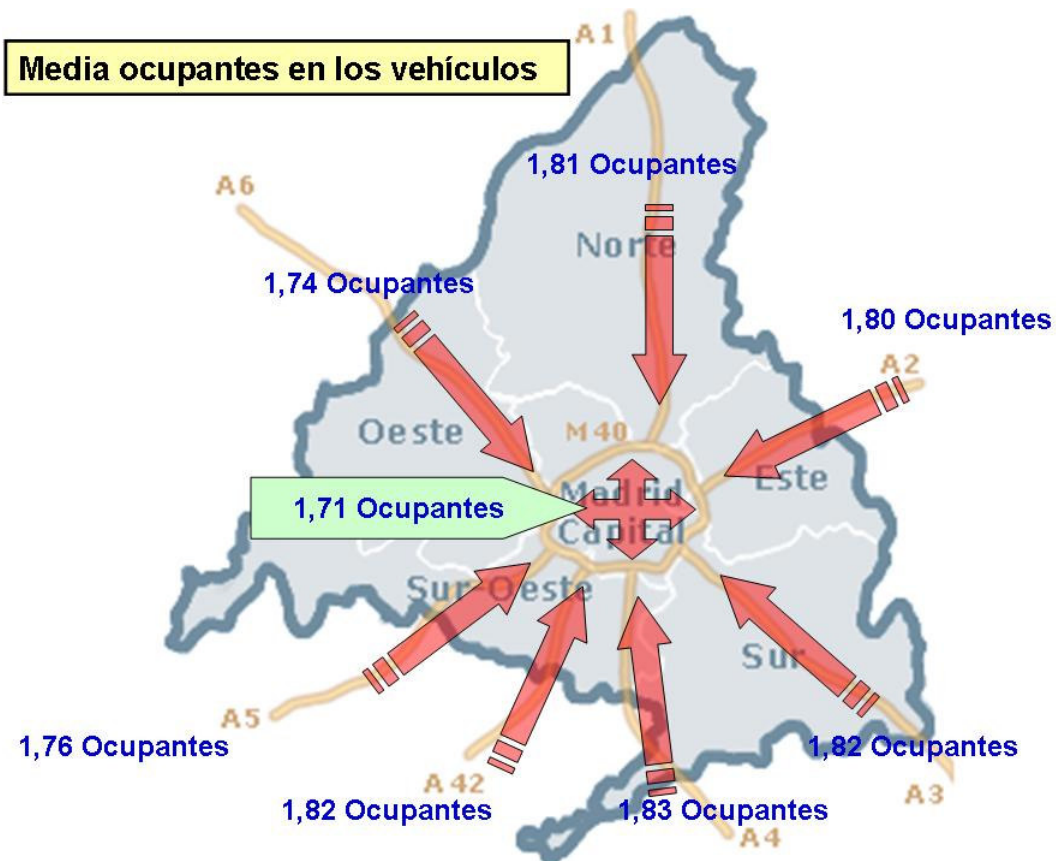 A1
Media ocupantes en los vehículos
1,81 Ocupantes
A6
Norte
1,74 Ocupantes
1,80 Ocupantes
A2
Oeste
M40
Este
1,71 Ocupantes
Madrid
Capital
Sur-Oeste
Sur
A5
1,76 Ocupantes
1,82 Ocupantes
A42
A3
1,82 Ocupantes
1,83 Ocupantes
A4